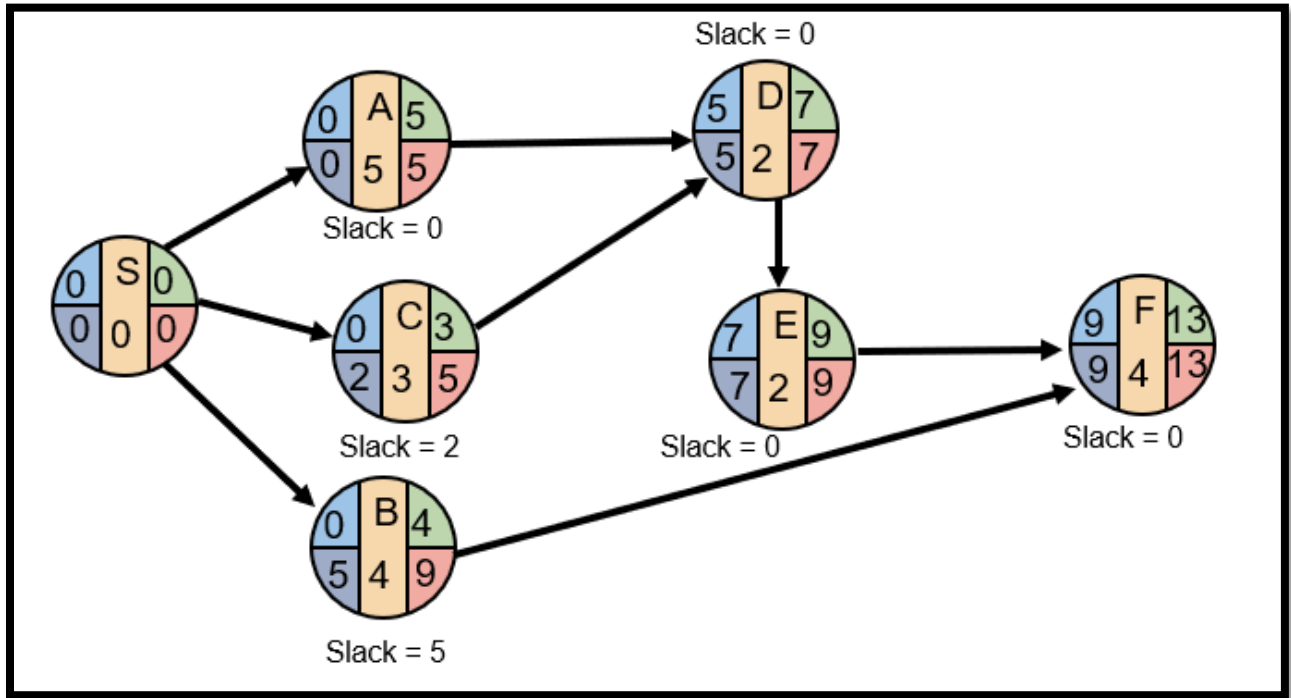 Slack = 0
A
0 5
0 5 5
Slack = 0
D
5 7
5 2 7
S
0 0
0 0 0
C
0 3
2 3 5
Slack = 2
E
7 9
7 2 9
Slack = 0
F
9 13
9 4 13
Slack = 0
B
0 4
5 4 9
Slack = 5